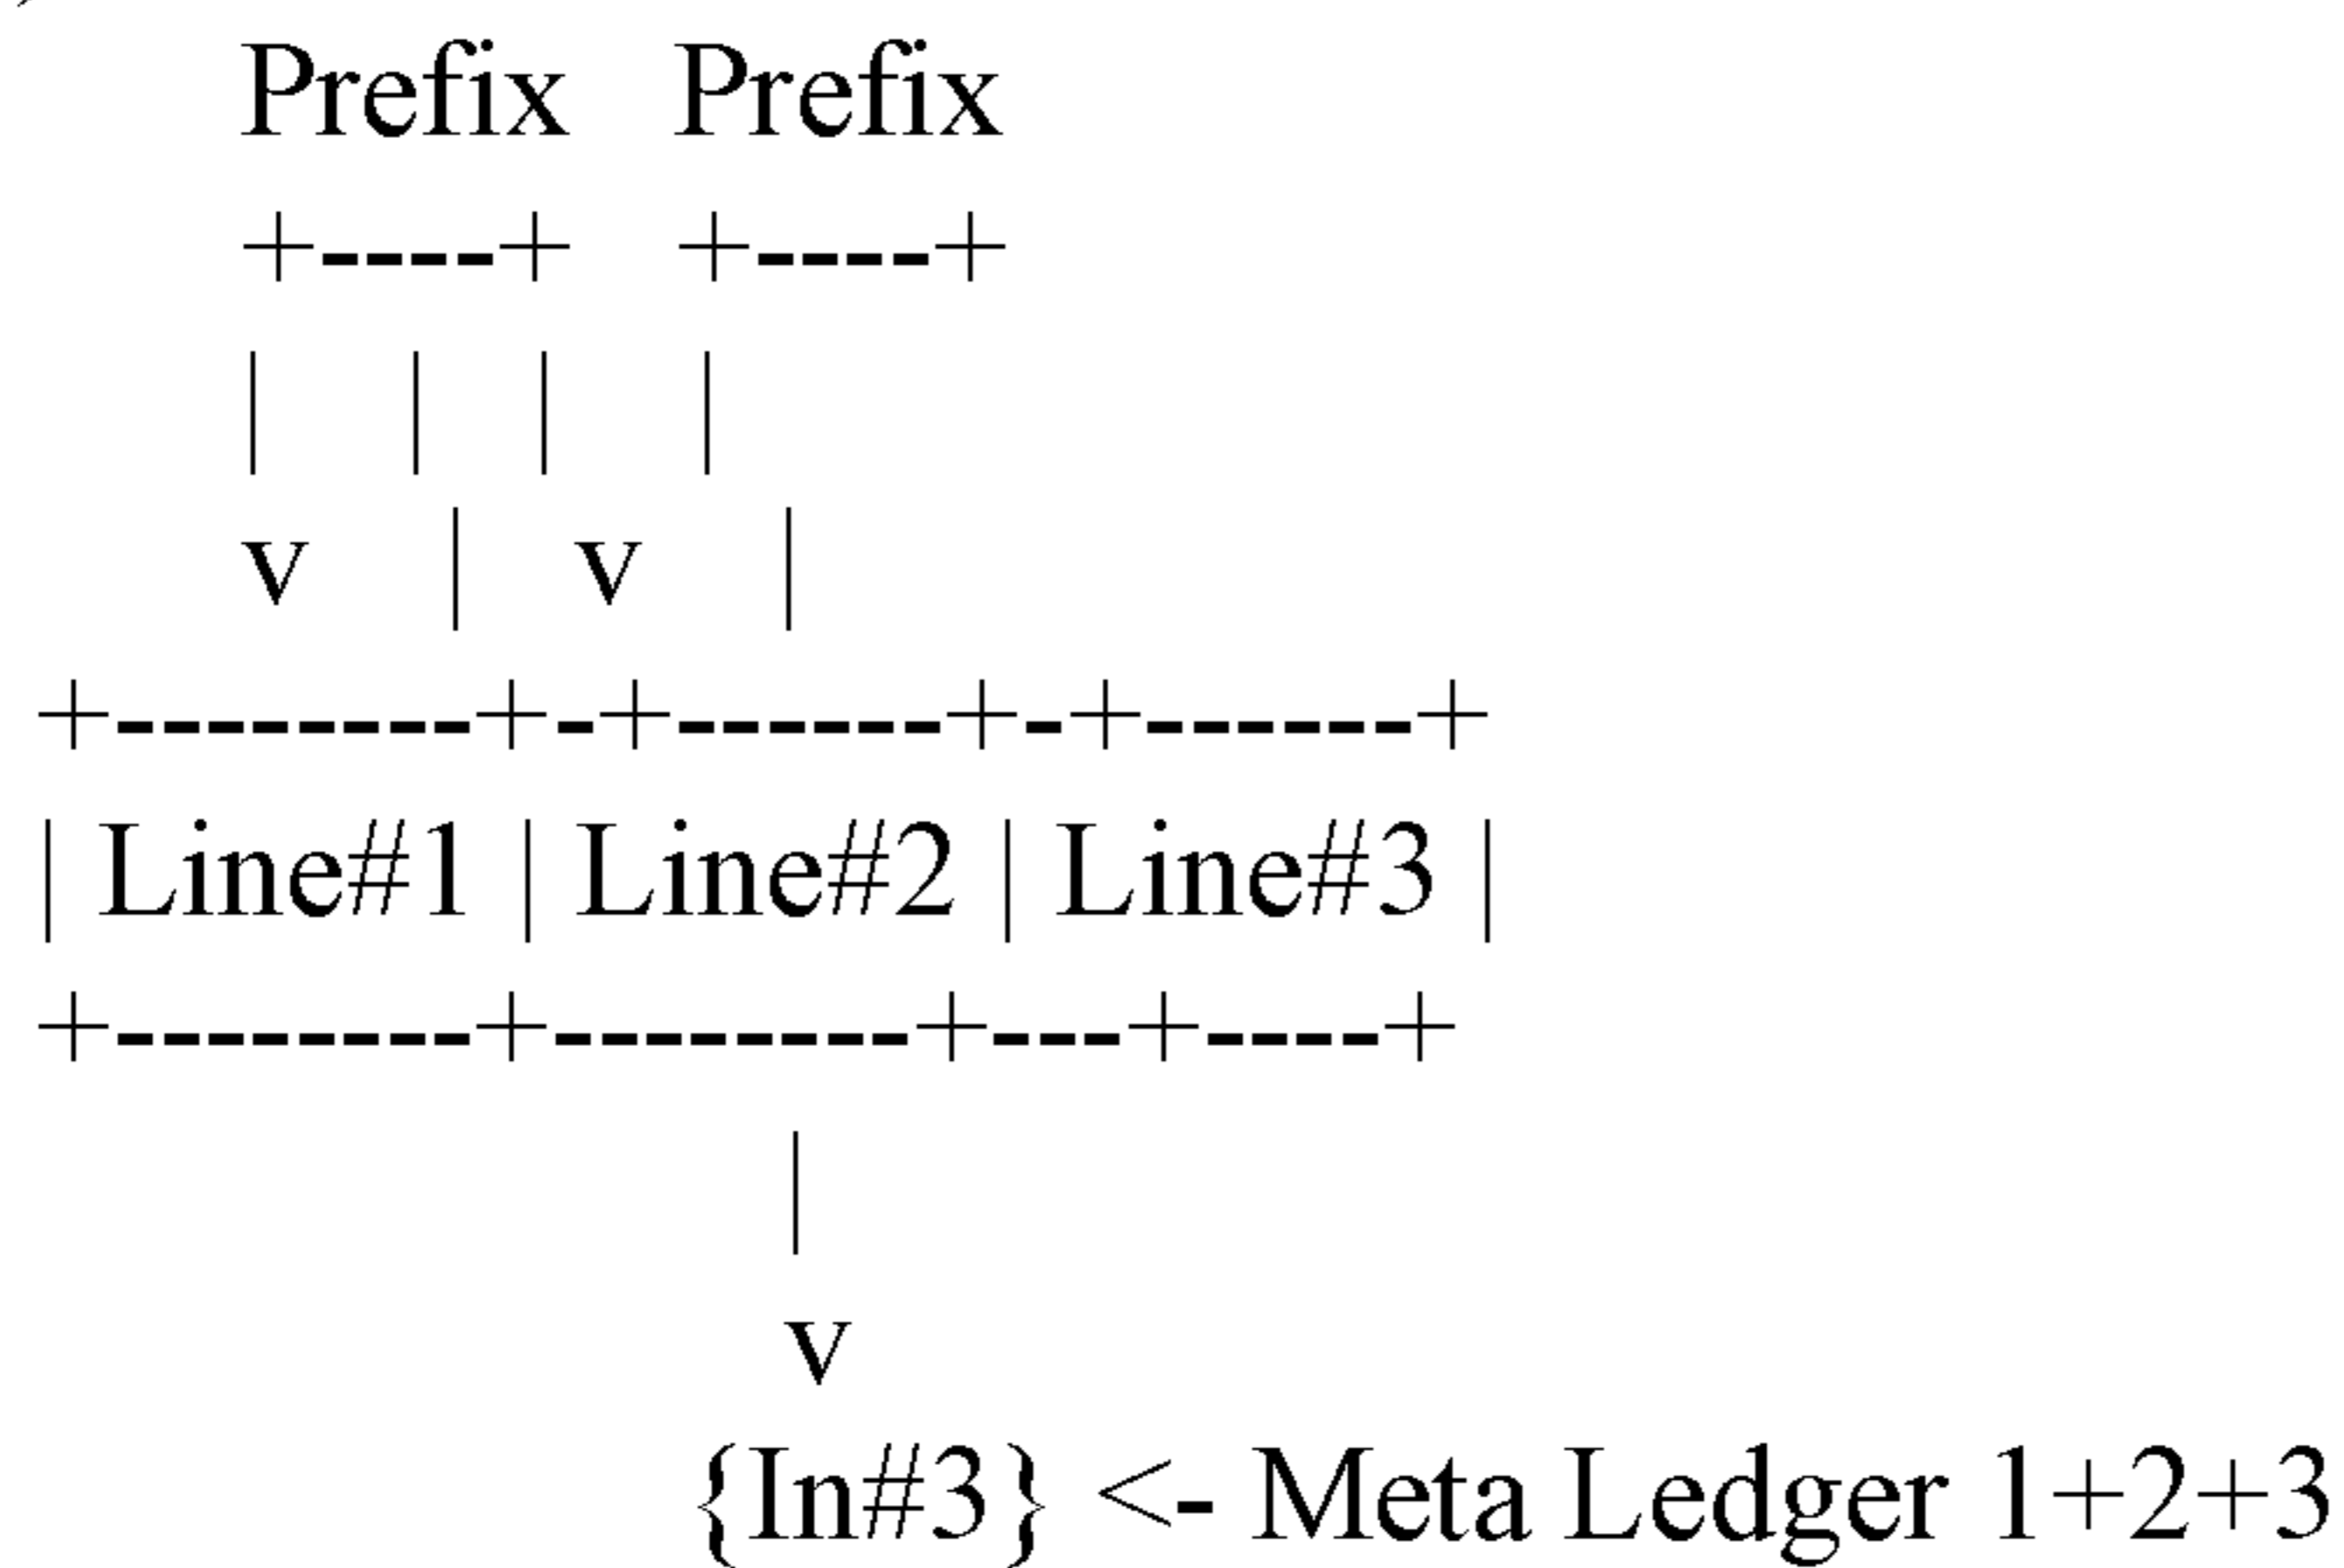 Prefix Prefix
+----+ +----+
| | | |
v | v |
+--------+-+------+-+------+
| Line#1 | Line#2 | Line#3 |
+--------+--------+---+----+
|
v
{In#3} <- Meta Ledger 1+2+3